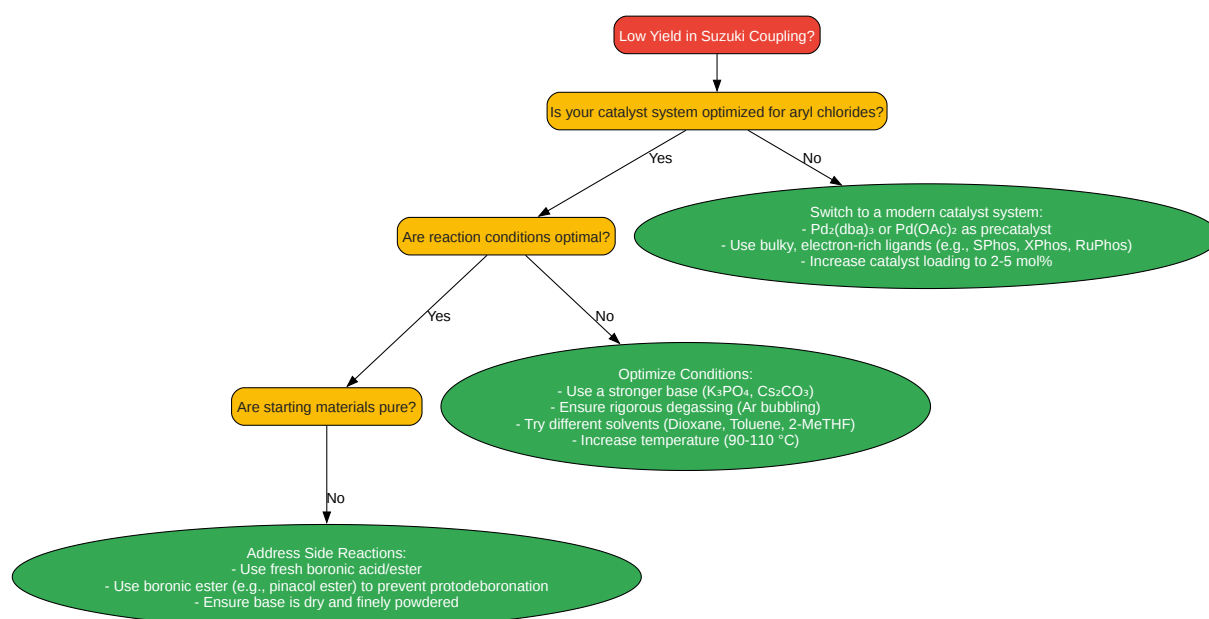 Low Yield in Suzuki Coupling?
Is your catalyst system optimized for aryl chlorides?
Yes
No
Switch to a modern catalyst system:
- Pd₂(dba)₃ or Pd(OAc)₂ as precatalyst
- Use bulky, electron-rich ligands (e.g., SPhos, XPhos, RuPhos)
- Increase catalyst loading to 2-5 mol%
Are reaction conditions optimal?
Yes
No
Optimize Conditions:
- Use a stronger base (K₃PO₄, Cs₂CO₃)
- Ensure rigorous degassing (Ar bubbling)
- Try different solvents (Dioxane, Toluene, 2-MeTHF)
- Increase temperature (90-110 °C)
Are starting materials pure?
No
Address Side Reactions:
- Use fresh boronic acid/ester
- Use boronic ester (e.g., pinacol ester) to prevent protodeboronation
- Ensure base is dry and finely powdered